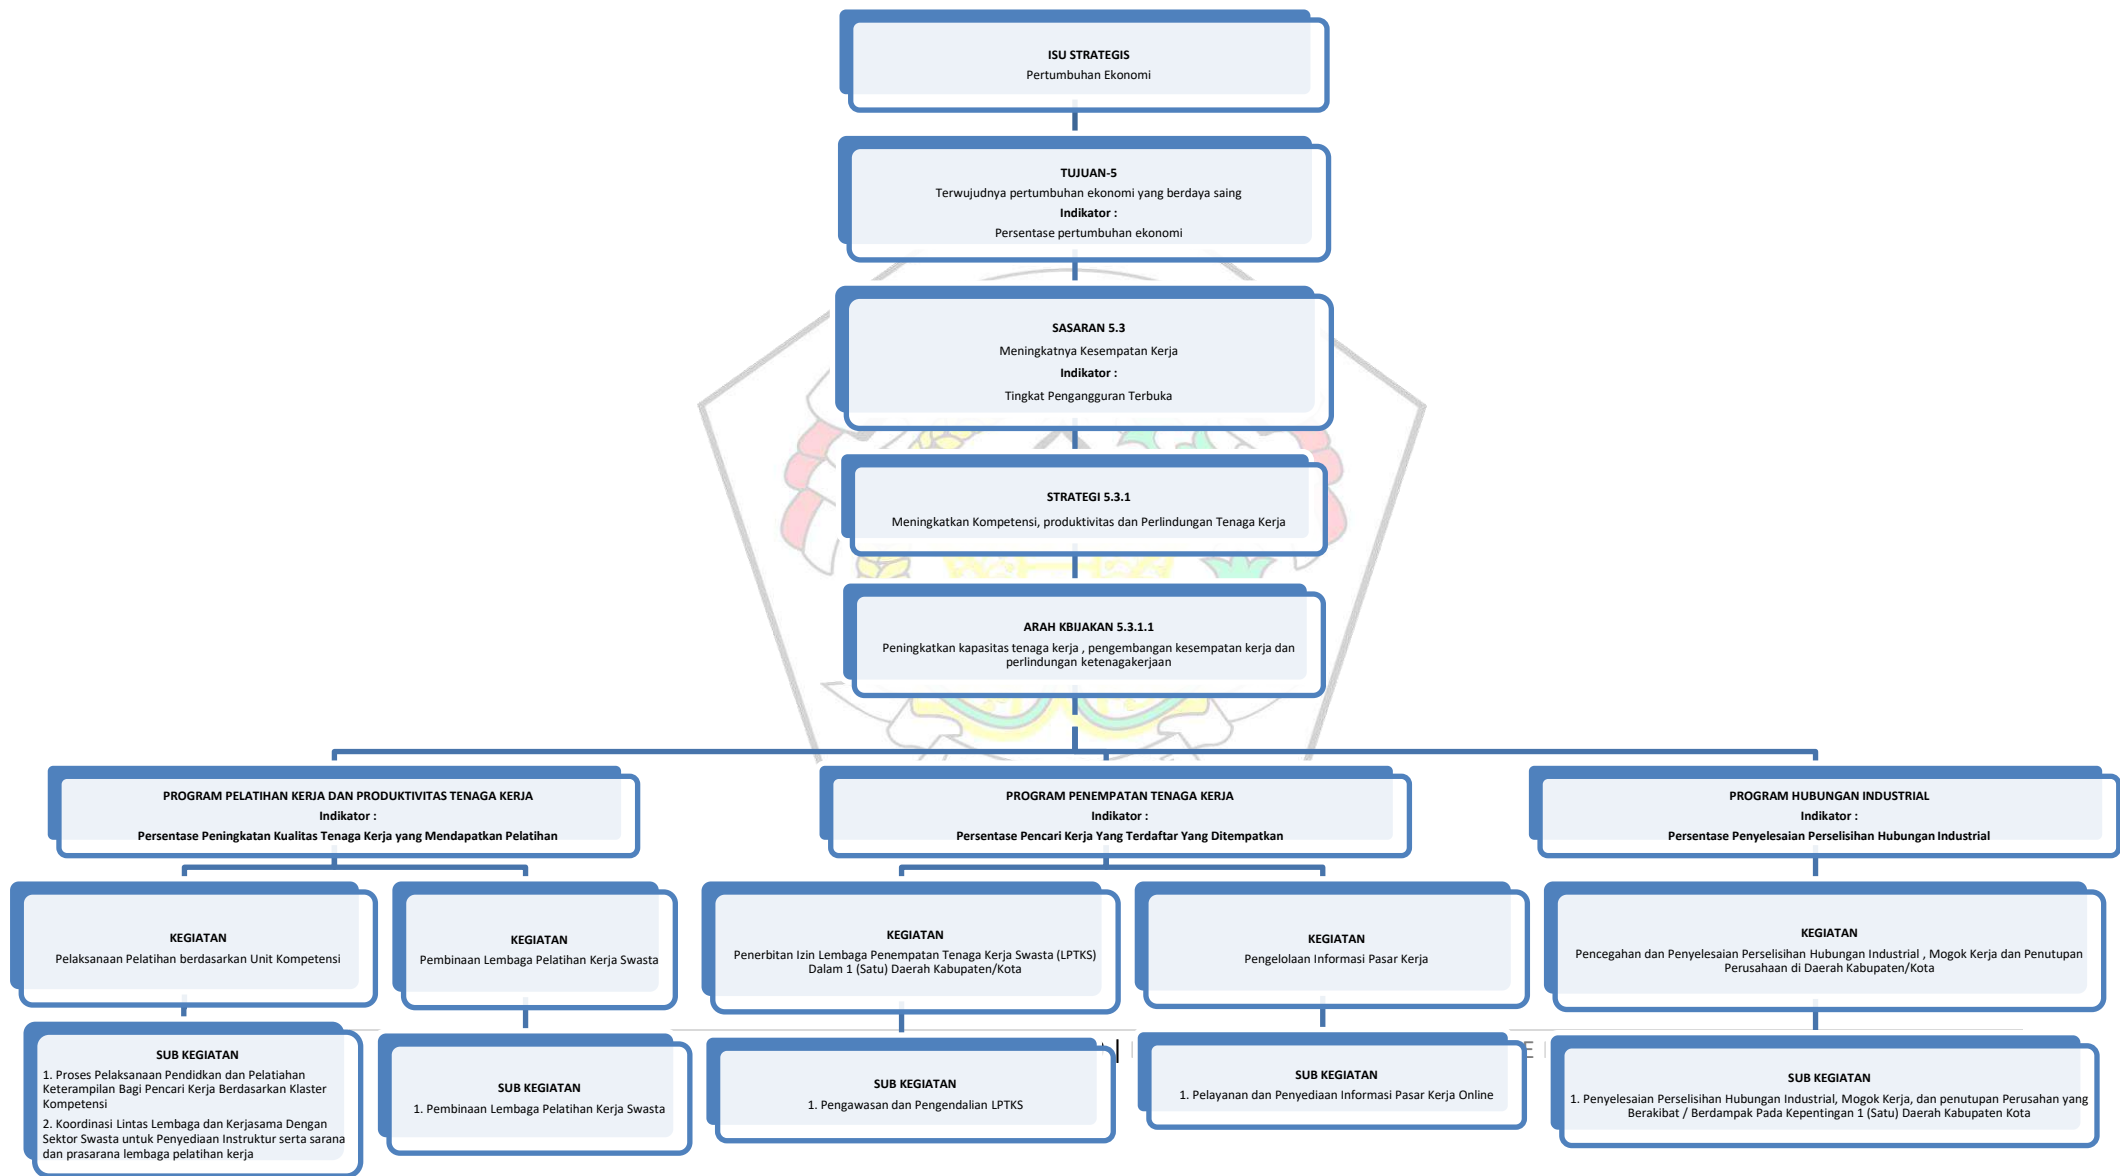 ISU STRATEGIS
Pertumbuhan Ekonomi
TUJUAN-5
Terwujudnya pertumbuhan ekonomi yang berdaya saing
Indikator :
Persentase pertumbuhan ekonomi
SASARAN 5.3
Meningkatnya Kesempatan Kerja
Indikator :
Tingkat Pengangguran Terbuka
STRATEGI 5.3.1
Meningkatkan Kompetensi, produktivitas dan Perlindungan Tenaga Kerja
ARAH KBIJAKAN 5.3.1.1
Peningkatkan kapasitas tenaga kerja , pengembangan kesempatan kerja dan
perlindungan ketenagakerjaan
PROGRAM PELATIHAN KERJA DAN PRODUKTIVITAS TENAGA KERJA
Indikator :
Persentase Peningkatan Kualitas Tenaga Kerja yang Mendapatkan Pelatihan
PROGRAM PENEMPATAN TENAGA KERJA
Indikator :
Persentase Pencari Kerja Yang Terdaftar Yang Ditempatkan
PROGRAM HUBUNGAN INDUSTRIAL
Indikator :
Persentase Penyelesaian Perselisihan Hubungan Industrial
KEGIATAN
Pelaksanaan Pelatihan berdasarkan Unit Kompetensi
KEGIATAN
Pembinaan Lembaga Pelatihan Kerja Swasta
KEGIATAN
Penerbitan Izin Lembaga Penempatan Tenaga Kerja Swasta (LPTKS)
Dalam 1 (Satu) Daerah Kabupaten/Kota
KEGIATAN
Pengelolaan Informasi Pasar Kerja
KEGIATAN
Pencegahan dan Penyelesaian Perselisihan Hubungan Industrial , Mogok Kerja dan Penutupan
Perusahaan di Daerah Kabupaten/Kota
SUB KEGIATAN
1. Proses Pelaksanaan Pendidkan dan Pelatiahan
Keterampilan Bagi Pencari Kerja Berdasarkan Klaster
Kompetensi
2. Koordinasi Lintas Lembaga dan Kerjasama Dengan
Sektor Swasta untuk Penyediaan Instruktur serta sarana
dan prasarana lembaga pelatihan kerja
SUB KEGIATAN
1. Pembinaan Lembaga Pelatihan Kerja Swasta
SUB KEGIATAN
1. Pengawasan dan Pengendalian LPTKS
SUB KEGIATAN
1. Pelayanan dan Penyediaan Informasi Pasar Kerja Online
SUB KEGIATAN
1. Penyelesaian Perselisihan Hubungan Industrial, Mogok Kerja, dan penutupan Perusahan yang
Berakibat / Berdampak Pada Kepentingan 1 (Satu) Daerah Kabupaten Kota